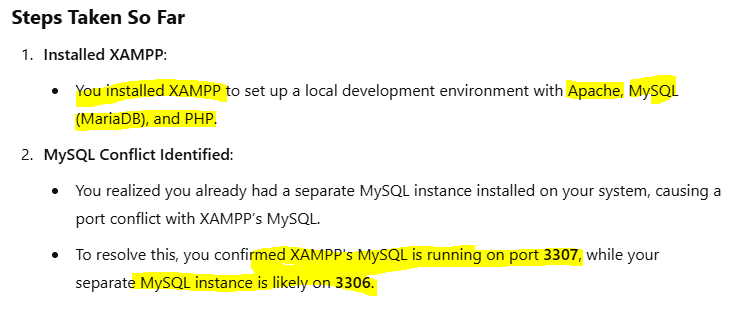 Steps Taken So Far
1. Installed XAMPP:
• You installed XAMPP to set up a local development environment with Apache, MySQL
(MariaDB), and PHP.
2. MySQL Conflict Identified:
• You realized you already had a separate MySQL instance installed on your system, causing a
port conflict with XAMPP's MySQL.
• To resolve this, you confirmed XAMPP's MySQL is running on port 3307, while your
separate MySQL instance is likely on 3306.